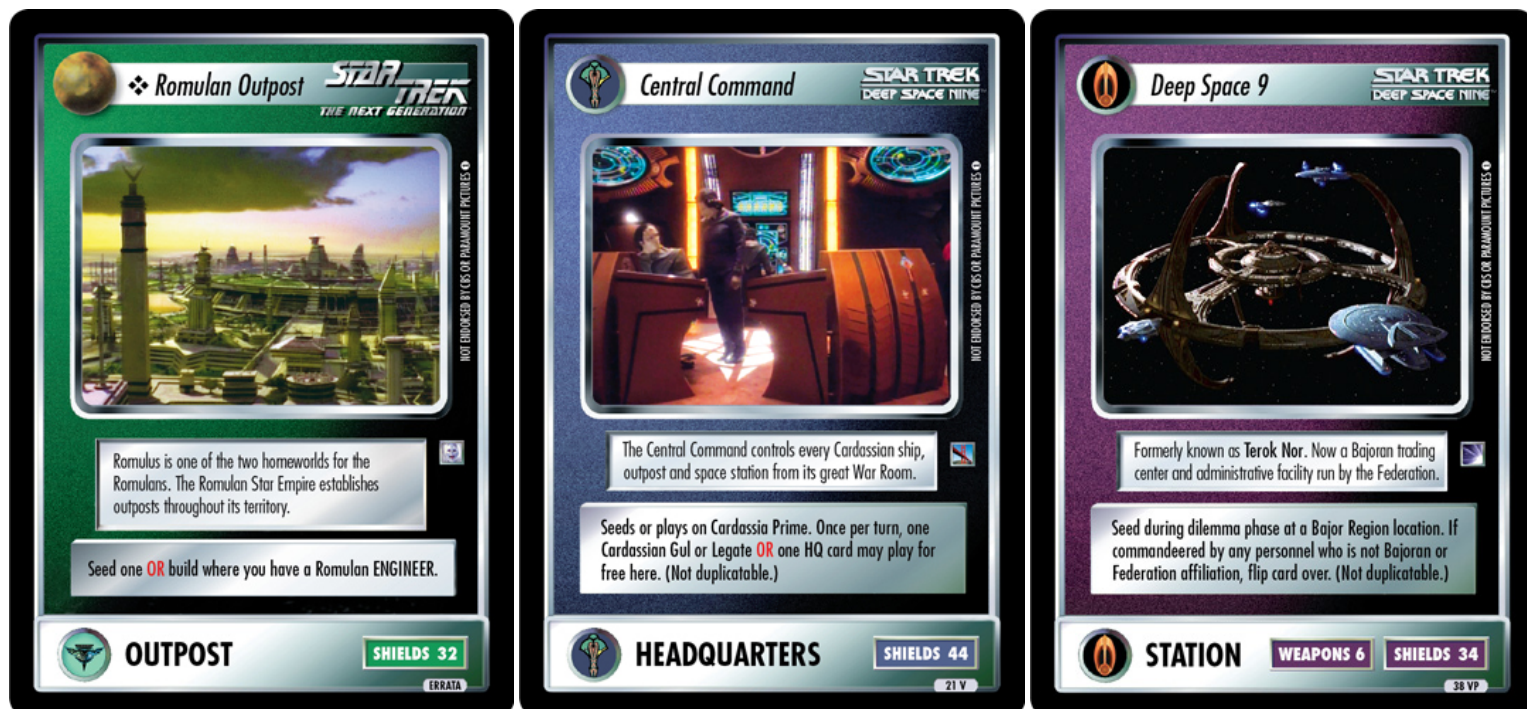 ❖ Romulan Outpost
STAR TREK
THE NEXT GENERATION
NOT ENDORSED BY CBS OR PARAMOUNT PICTURES
Romulus is one of the two homeworlds for the
Romulans. The Romulan Star Empire establishes
outposts throughout its territory.
Seed one OR build where you have a Romulan ENGINEER.
OUTPOST
SHIELDS 32
ERRATA
Central Command
STAR TREK
DEEP SPACE NINE™
NOT ENDORSED BY CBS OR PARAMOUNT PICTURES
The Central Command controls every Cardassian ship,
outpost and space station from its great War Room.
Seeds or plays on Cardassia Prime. Once per turn, one
Cardassian Gul or Legate OR one HQ card may play for
free here. (Not duplicatable.)
HEADQUARTERS
SHIELDS 44
21 V
Deep Space 9
STAR TREK
DEEP SPACE NINE™
NOT ENDORSED BY CBS OR PARAMOUNT PICTURES
Formerly known as Terok Nor. Now a Bajoran trading
center and administrative facility run by the Federation.
Seed during dilemma phase at a Bajor Region location. If
commandeered by any personnel who is not Bajoran or
Federation affiliation, flip card over. (Not duplicatable.)
STATION
WEAPONS 6
SHIELDS 34
38 VP